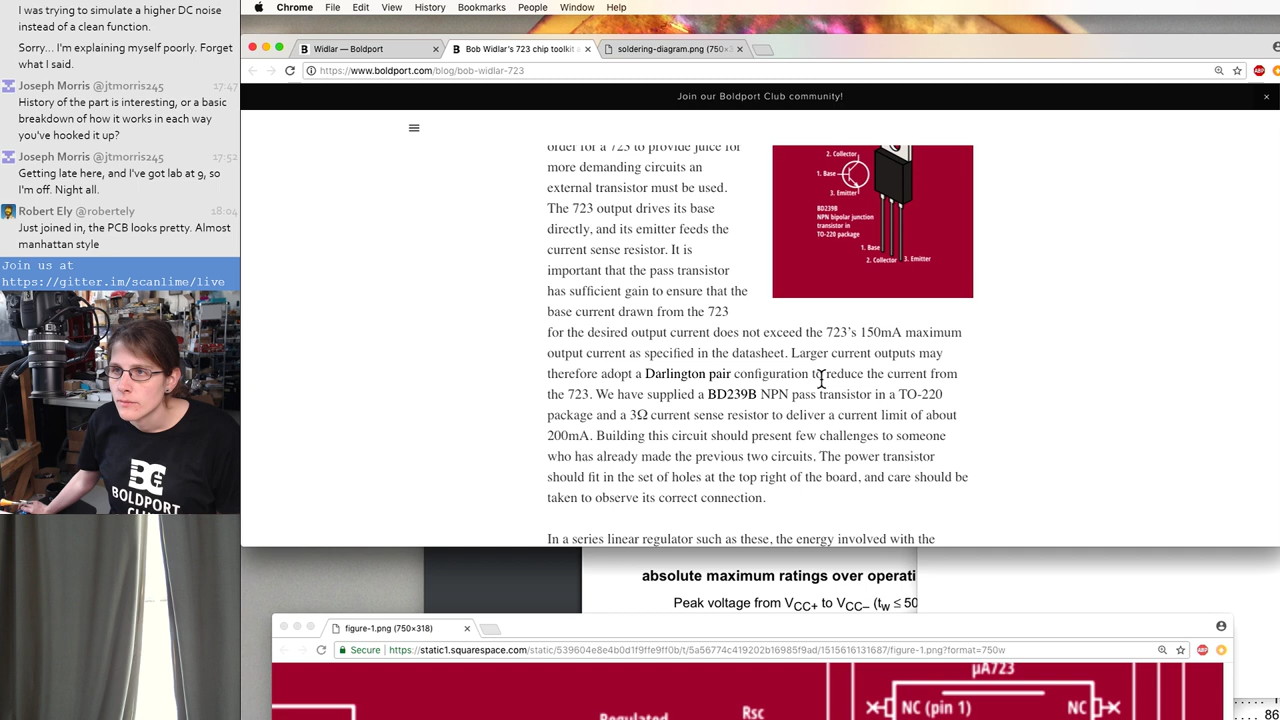 I was trying to simulate a higher DC noise
instead of a clean function.
Sorry... I'm explaining myself poorly. Forget
what I said.
Joseph Morris @jtmorris245 17:47
History of the part is interesting, or a basic
breakdown of how it works in each way
you've hooked it up?
Joseph Morris @jtmorris245 17:52
Getting late here, and I've got lab at 9, so
I'm off. Night all.
Robert Ely @robertely 18:04
Just joined in, the PCB looks pretty. Almost
manhattan style
Join us at
https://gitter.im/scanlime/live
BOLDPORT
Chrome File Edit View History Bookmarks People Window Help
Widlar — Boldport
Bob Widlar's 723 chip toolkit
soldering-diagram.png (750×3
https://www.boldport.com/blog/bob-widlar-723
Join our Boldport Club community!
order for a 723 to provide juice for
more demanding circuits an
external transistor must be used.
The 723 output drives its base
directly, and its emitter feeds the
current sense resistor. It is
important that the pass transistor
has sufficient gain to ensure that the
base current drawn from the 723
for the desired output current does not exceed the 723's 150mA maximum
output current as specified in the datasheet. Larger current outputs may
therefore adopt a Darlington pair configuration to reduce the current from
the 723. We have supplied a BD239B NPN pass transistor in a TO-220
package and a 3Ω current sense resistor to deliver a current limit of about
200mA. Building this circuit should present few challenges to someone
who has already made the previous two circuits. The power transistor
should fit in the set of holes at the top right of the board, and care should be
taken to observe its correct connection.
In a series linear regulator such as these, the energy involved with the
2. Collector
1. Base
3. Emitter
BD239B
NPN bipolar junction
transistor in
TO-220 package
1. Base
2. Collector
3. Emitter
absolute maximum ratings over operati
Peak voltage from VCC+ to VCC− (tw ≤ 50
figure-1.png (750×318)
Secure https://static1.squarespace.com/static/539604e8e4b0d1f9ffe9ff0b/t/5a56774c419202b16985f9ad/1515616131687/figure-1.png?format=750w
Regulated
Rsc
µA723
NC (pin 1)
NC
86